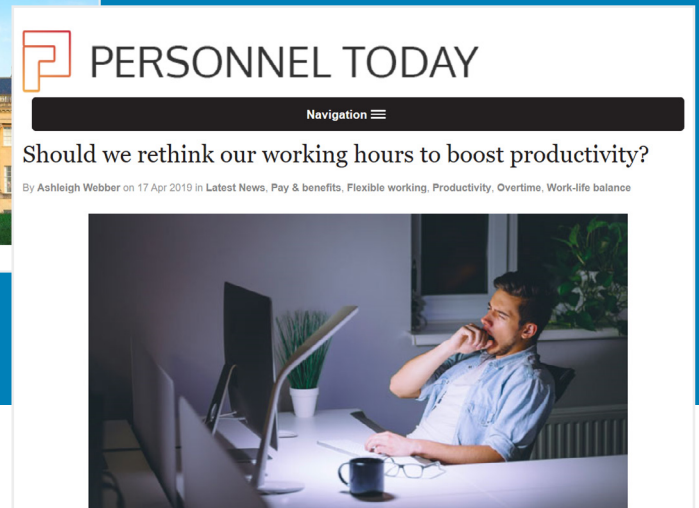 PERSONNEL TODAY
Navigation
Should we rethink our working hours to boost productivity?
By Ashleigh Webber on 17 Apr 2019 in Latest News, Pay & benefits, Flexible working, Productivity, Overtime, Work-life balance